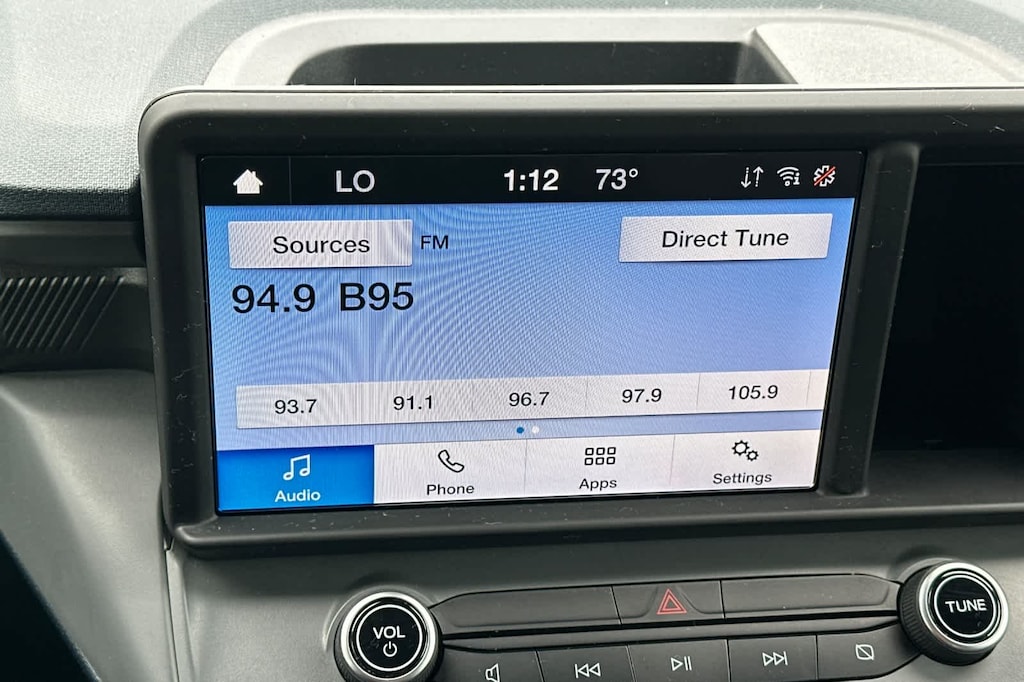 LO 1:12 73°
Sources FM Direct Tune
94.9 B95
93.7 91.1 96.7 97.9 105.9
Audio Phone Apps Settings
VOL TUNE